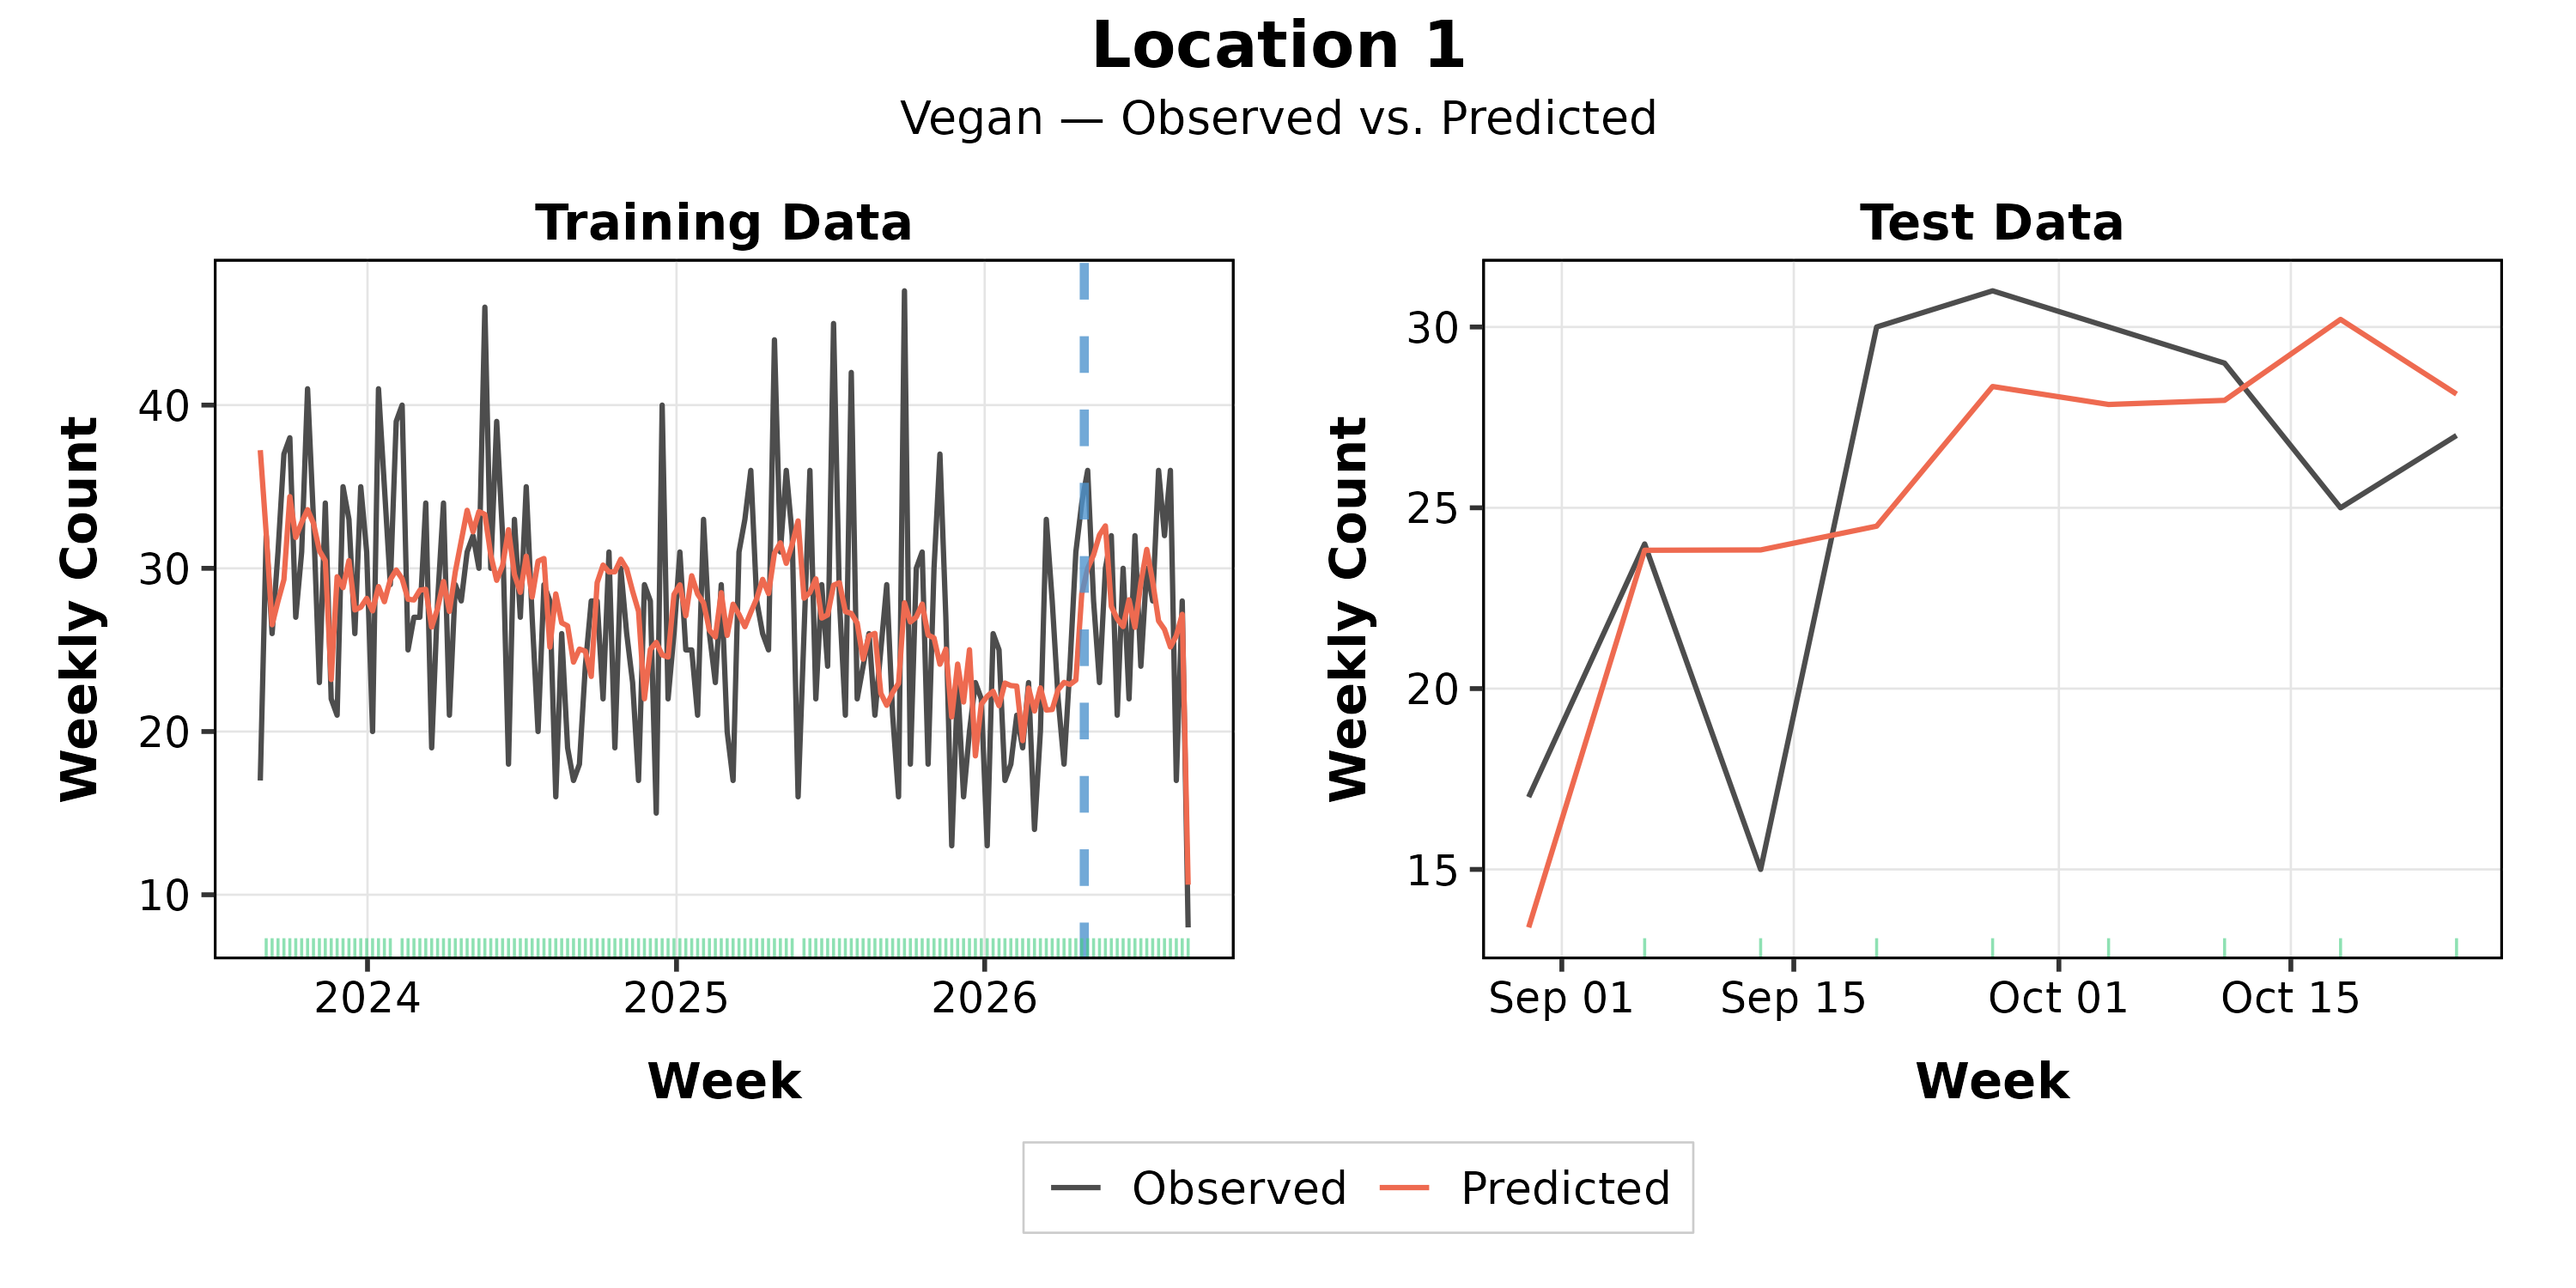 Location 1
Vegan — Observed vs. Predicted
Training Data
Weekly Count
40
30
20
10
2024 2025 2026
Week
Test Data
Weekly Count
30
25
20
15
Sep 01 Sep 15 Oct 01 Oct 15
Week
Observed Predicted